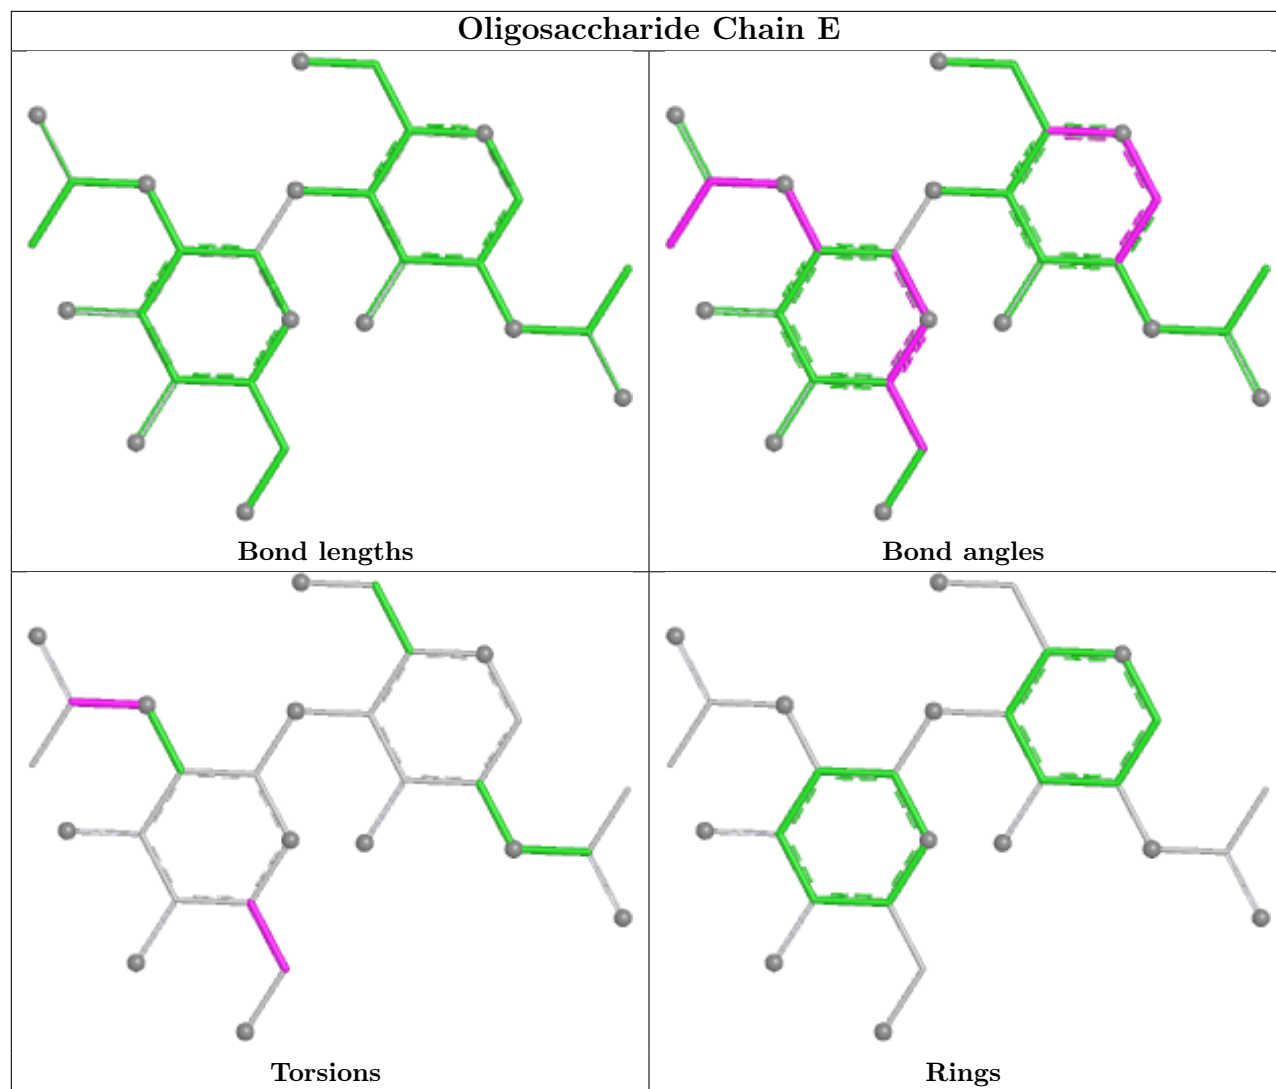 Oligosaccharide Chain E
Bond lengths
Bond angles
Torsions
Rings